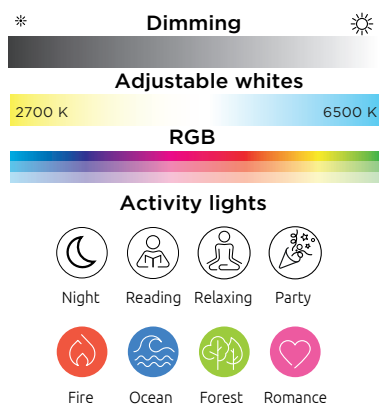 Dimming
Adjustable whites
2700 K 6500 K
RGB
Activity lights
Night Reading Relaxing Party
Fire Ocean Forest Romance